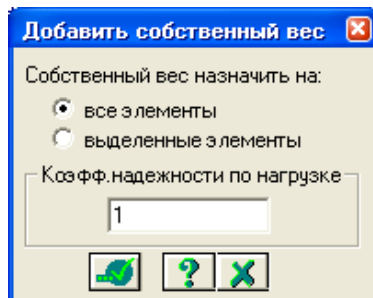 Добавить собственный вес
Собственный вес назначить на:
все элементы
выделенные элементы
Коэфф.надежности по нагрузке
1
?